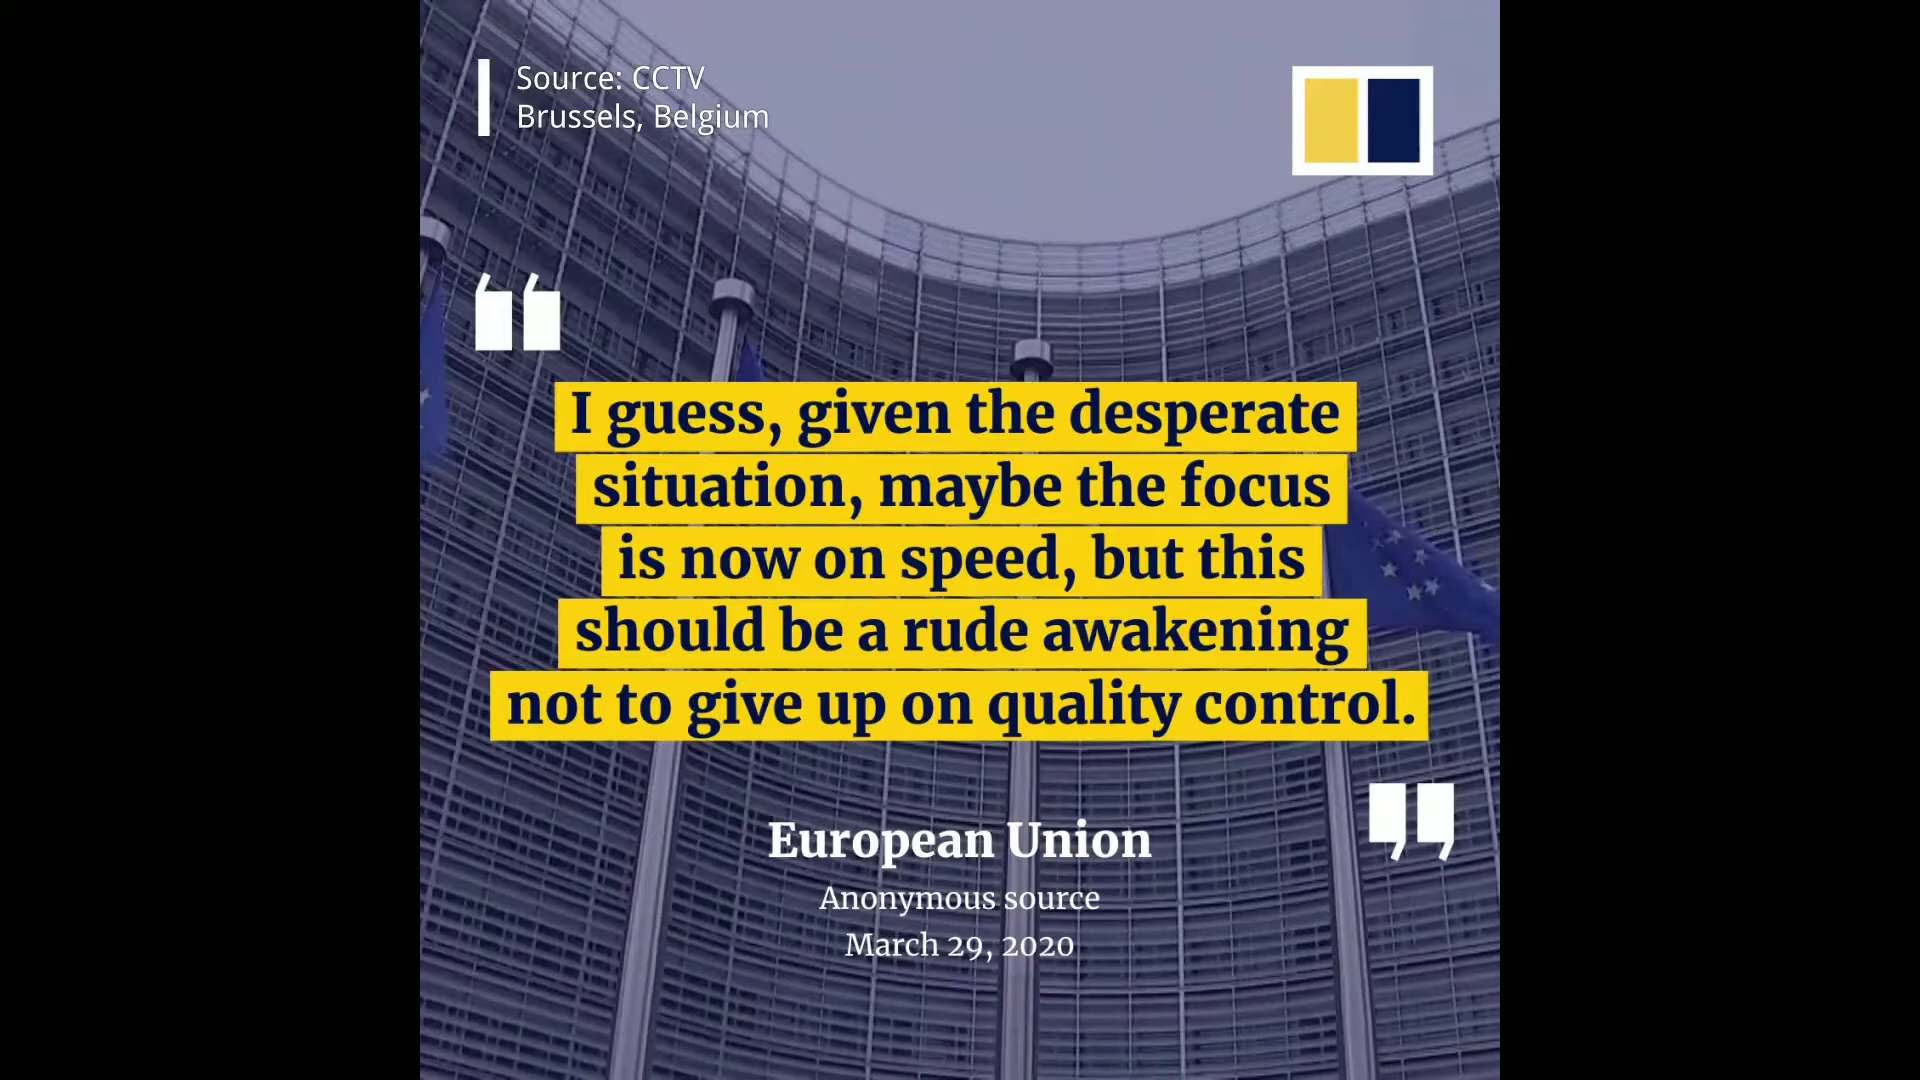 Source: CCTV
Brussels, Belgium
I guess, given the desperate
situation, maybe the focus
is now on speed, but this
should be a rude awakening
not to give up on quality control.
European Union
Anonymous source
March 29, 2020